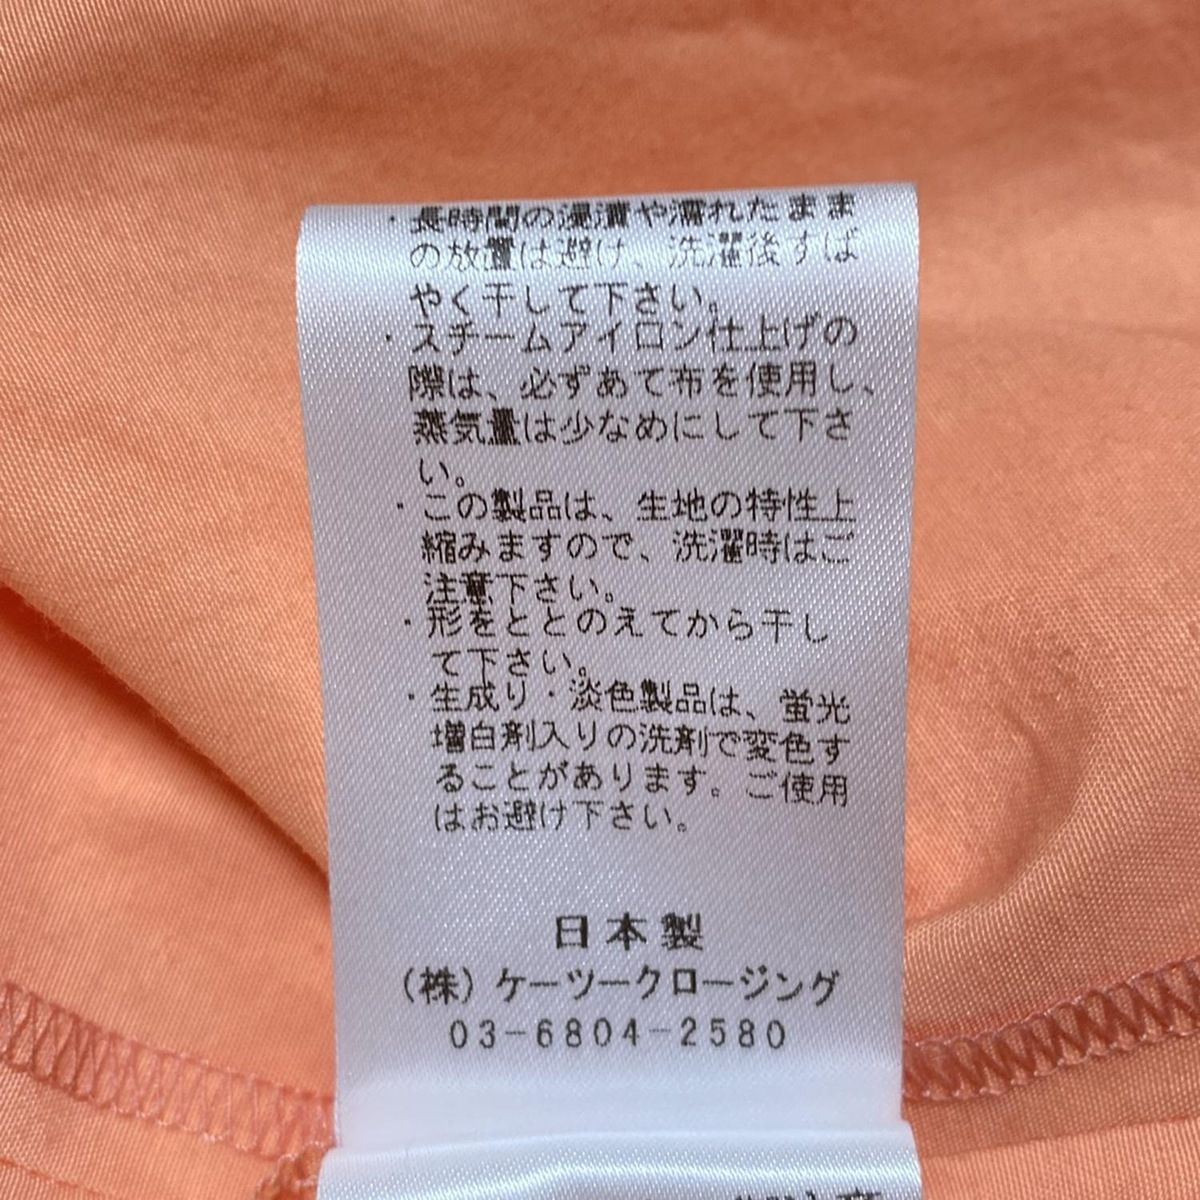 ・長時間の浸漬や濡れたまま
の放置は避け、洗濯後すば
やく干して下さい。
・スチームアイロン仕上げの
際は、必ずあて布を使用し、
蒸気量は少なめにして下さ
い。
・この製品は、生地の特性上
縮みますので、洗濯時はご
注意下さい。
・形をととのえてから干し
て下さい。
・生成り・淡色製品は、蛍光
増白剤入りの洗剤で変色す
ることがあります。ご使用
はお避け下さい。
日本製
(株)ケーツークロージング
03-6804-2580